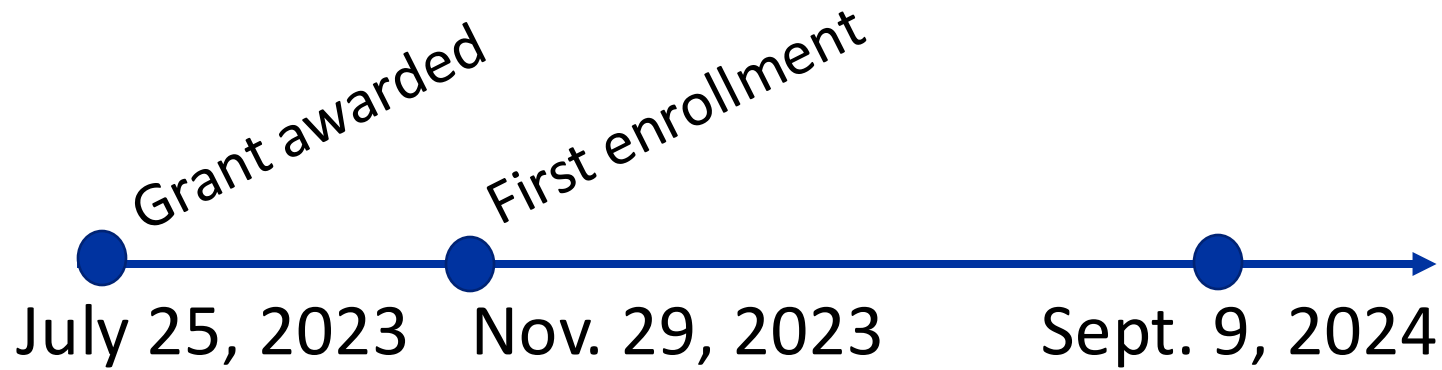 Grant awarded
First enrollment
July 25, 2023
Nov. 29, 2023
Sept. 9, 2024